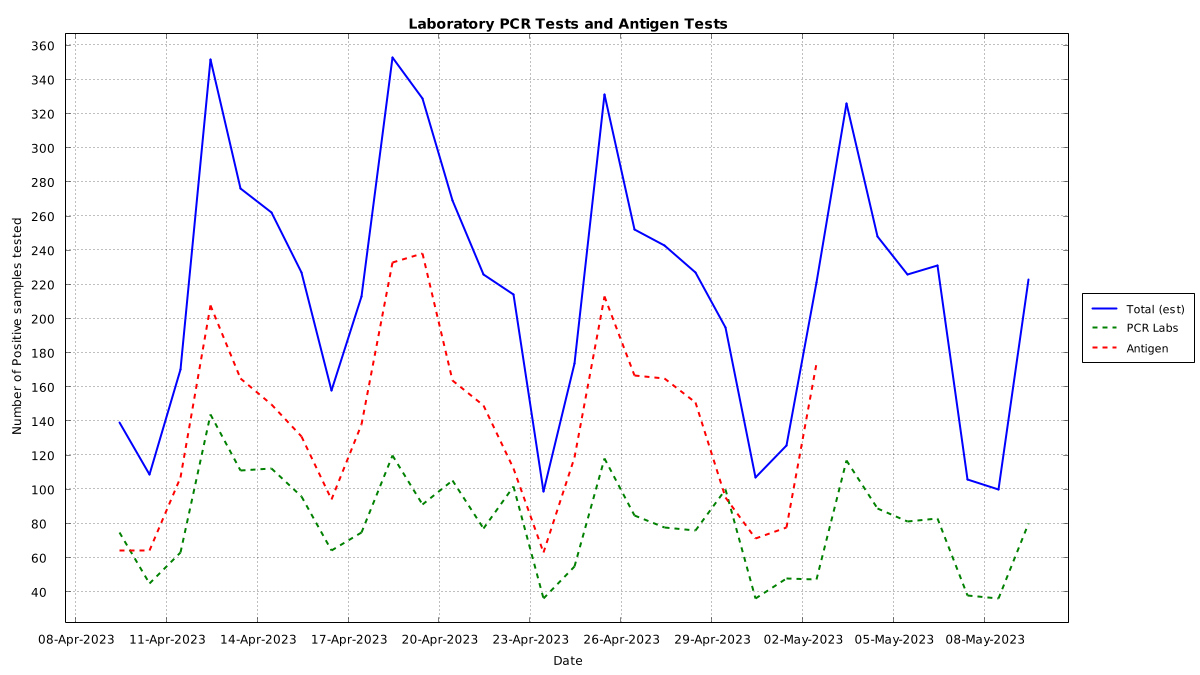 Laboratory PCR Tests and Antigen Tests
360
340
320
300
280
260
240
220
200
180
160
140
120
100
80
60
40
Number of Positive samples tested
08-Apr-2023 11-Apr-2023 14-Apr-2023 17-Apr-2023 20-Apr-2023 23-Apr-2023 26-Apr-2023 29-Apr-2023 02-May-2023 05-May-2023 08-May-2023
Date
Total (est)
PCR Labs
Antigen